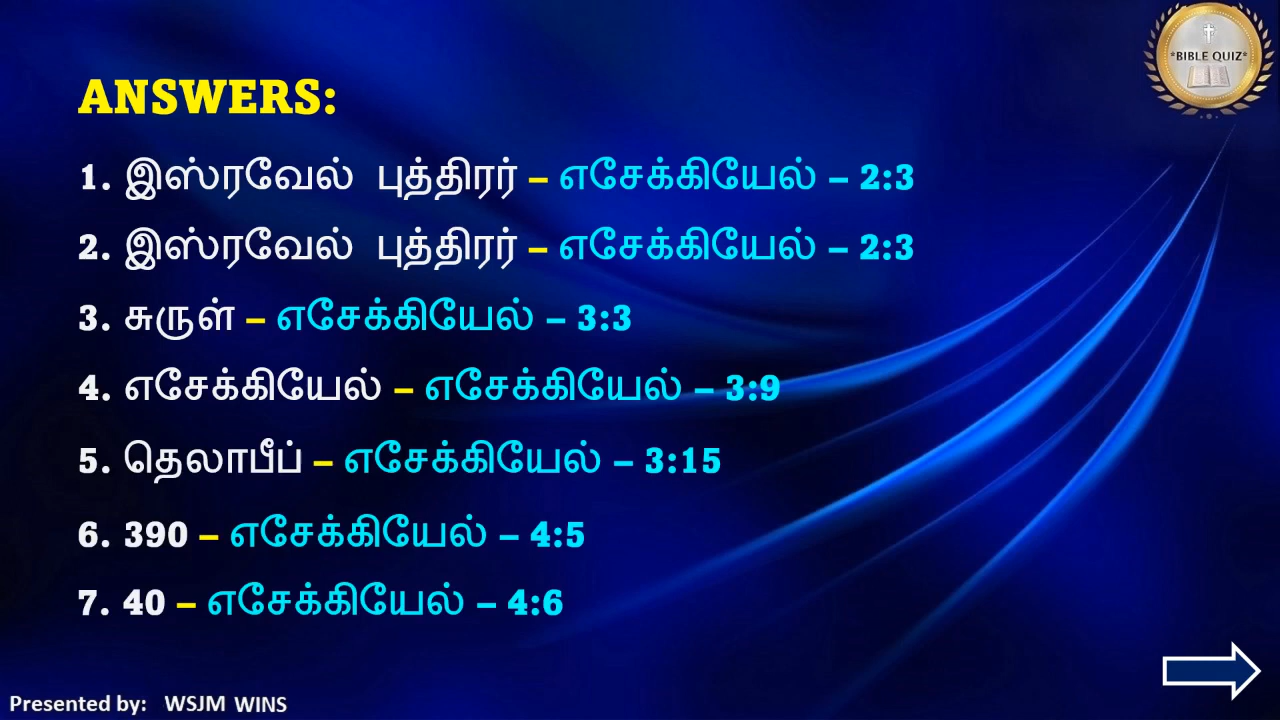 *BIBLE QUIZ*
ANSWERS:
1. இஸ்ரவேல் புத்திரர் – எசேக்கியேல் – 2:3
2. இஸ்ரவேல் புத்திரர் – எசேக்கியேல் – 2:3
3. சுருள் – எசேக்கியேல் – 3:3
4. எசேக்கியேல் – எசேக்கியேல் – 3:9
5. தெலாபீப் – எசேக்கியேல் – 3:15
6. 390 – எசேக்கியேல் – 4:5
7. 40 – எசேக்கியேல் – 4:6
Presented by: WSJM WINS